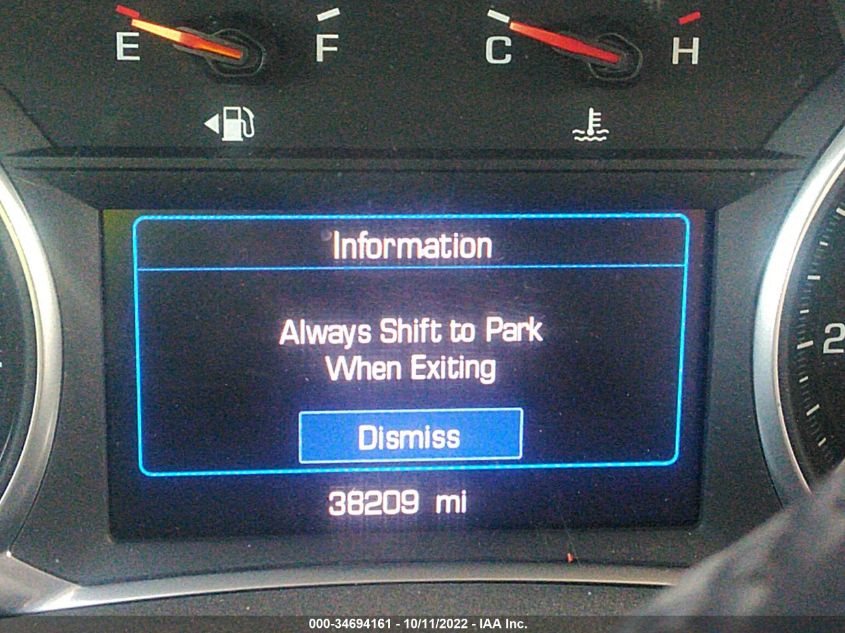 E F C H
Information
Always Shift to Park
When Exiting
Dismiss
2
38209 mi
000-34694161 - 10/11/2022 - IAA Inc.